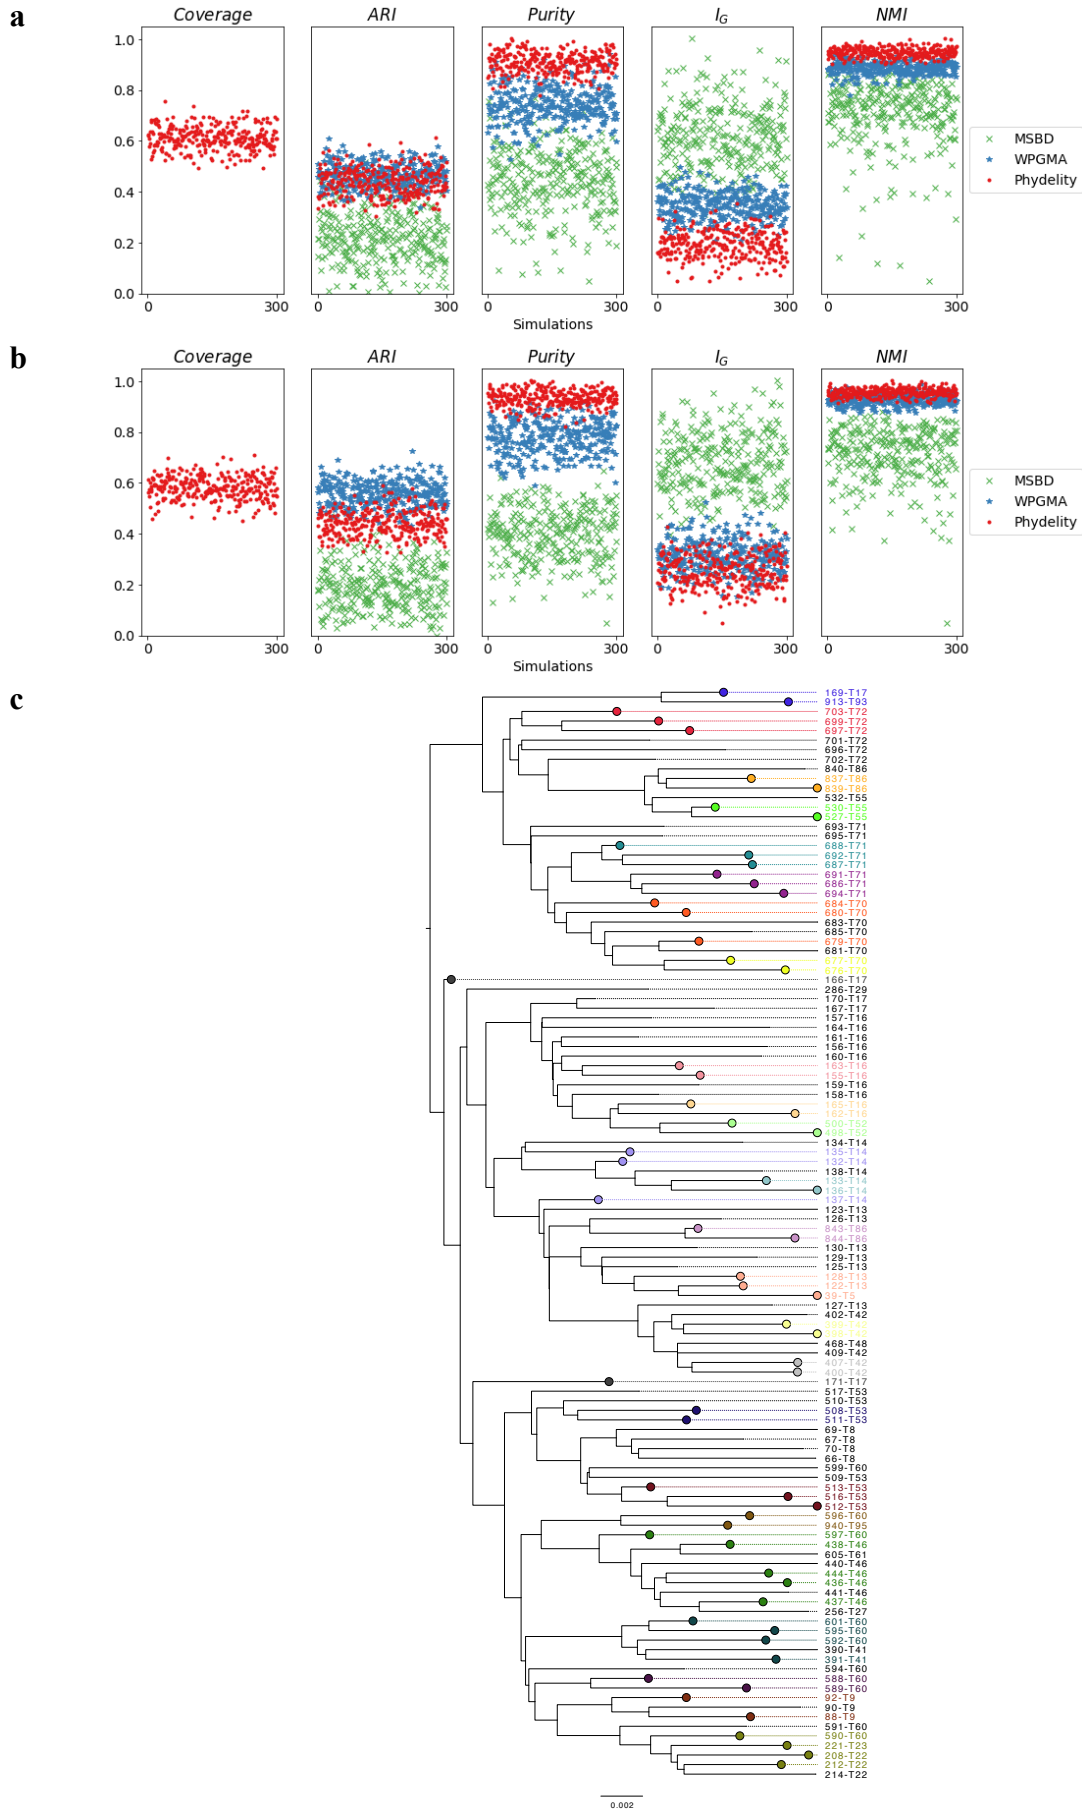 a
Coverage
ARI
Purity
I_G
NMI
1.0
0.8
0.6
0.4
0.2
0.0
0 300
0 300
0 300
0 300
0 300
Simulations
MSBD
WPGMA
Phydelity
b
Coverage
ARI
Purity
I_G
NMI
1.0
0.8
0.6
0.4
0.2
0.0
0 300
0 300
0 300
0 300
0 300
Simulations
MSBD
WPGMA
Phydelity
c
169-T17
913-T93
703-T72
699-T72
697-T72
701-T72
696-T72
702-T72
840-T86
837-T86
839-T86
532-T55
530-T55
527-T55
693-T71
695-T71
688-T71
692-T71
687-T71
691-T71
686-T71
694-T71
684-T70
680-T70
683-T70
685-T70
679-T70
681-T70
677-T70
166-T17
286-T29
170-T17
167-T17
157-T16
164-T16
161-T16
156-T16
160-T16
163-T16
155-T16
159-T16
158-T16
165-T16
162-T16
500-T52
498-T52
134-T14
135-T14
132-T14
138-T14
133-T14
136-T14
137-T14
123-T13
126-T13
843-T86
844-T86
130-T13
129-T13
125-T13
128-T13
122-T13
39-T5
127-T13
402-T42
468-T48
409-T42
407-T42
400-T42
171-T17
517-T53
510-T53
508-T53
511-T53
69-T8
67-T8
70-T8
66-T8
599-T60
509-T53
513-T53
516-T53
512-T53
596-T60
940-T95
597-T60
438-T46
605-T61
440-T46
444-T46
436-T46
441-T46
437-T46
256-T27
601-T60
595-T60
592-T60
390-T41
391-T41
594-T60
588-T60
589-T60
92-T9
90-T9
88-T9
591-T60
590-T60
221-T23
208-T22
212-T22
214-T22
0.002